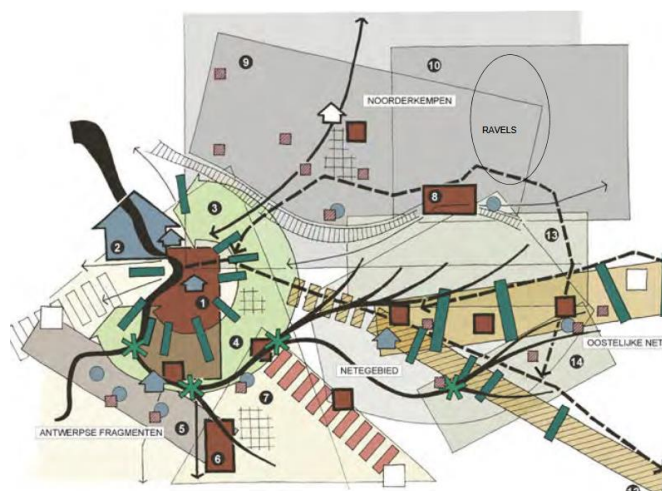 9
10
NOORDERKEMPEN
RAVELS
3
8
2
13
1
4
OOSTELIJKE NET
NETEGEBIED
14
7
ANTWERPSE FRAGMENTEN
5
6